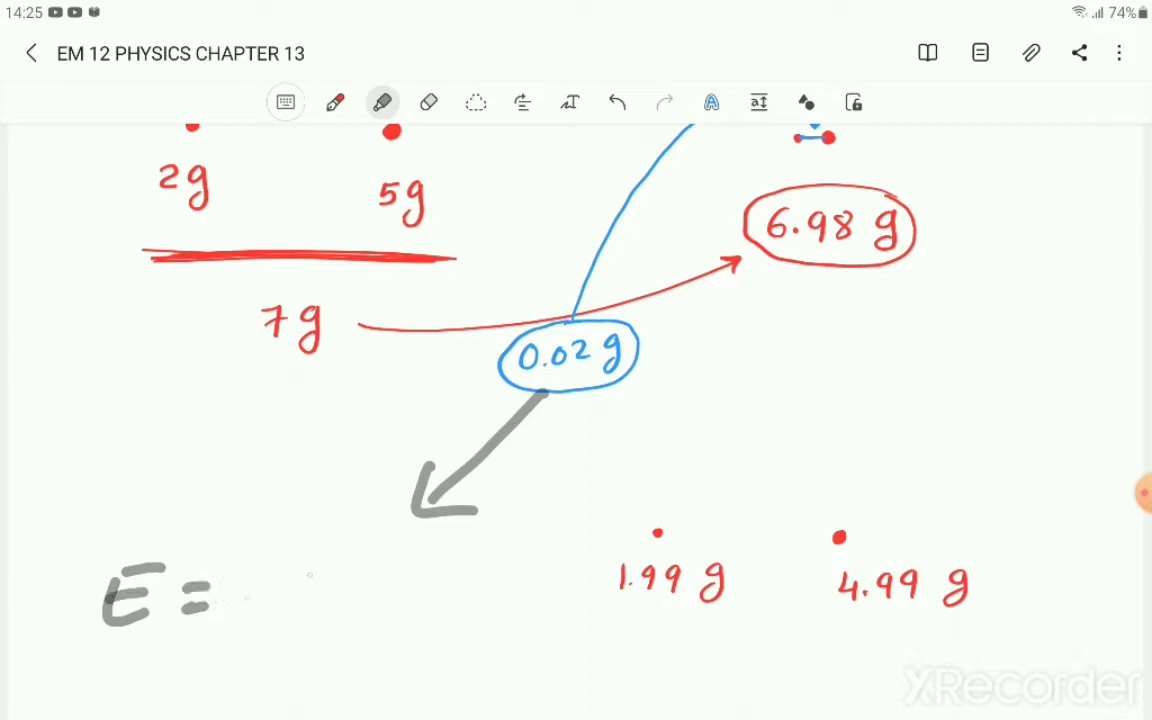 14:25 74%
EM 12 PHYSICS CHAPTER 13
2g 5g
6.98 g
7g
0.02 g
E = 1.99 g 4.99 g
XRecorder